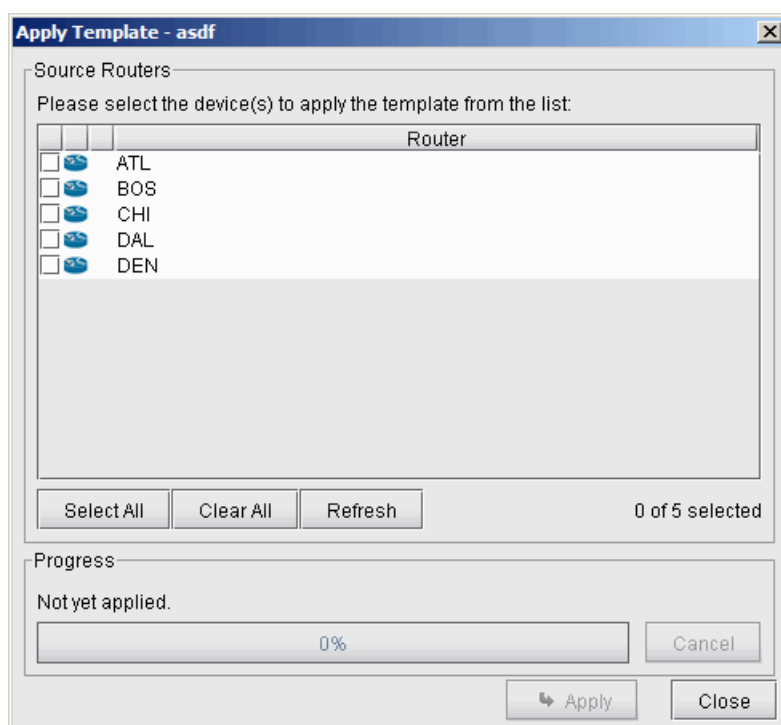 Apply Template - asdf
Source Routers
Please select the device(s) to apply the template from the list:
Router
ATL
BOS
CHI
DAL
DEN
Select All Clear All Refresh 0 of 5 selected
Progress
Not yet applied.
0% Cancel
Apply Close